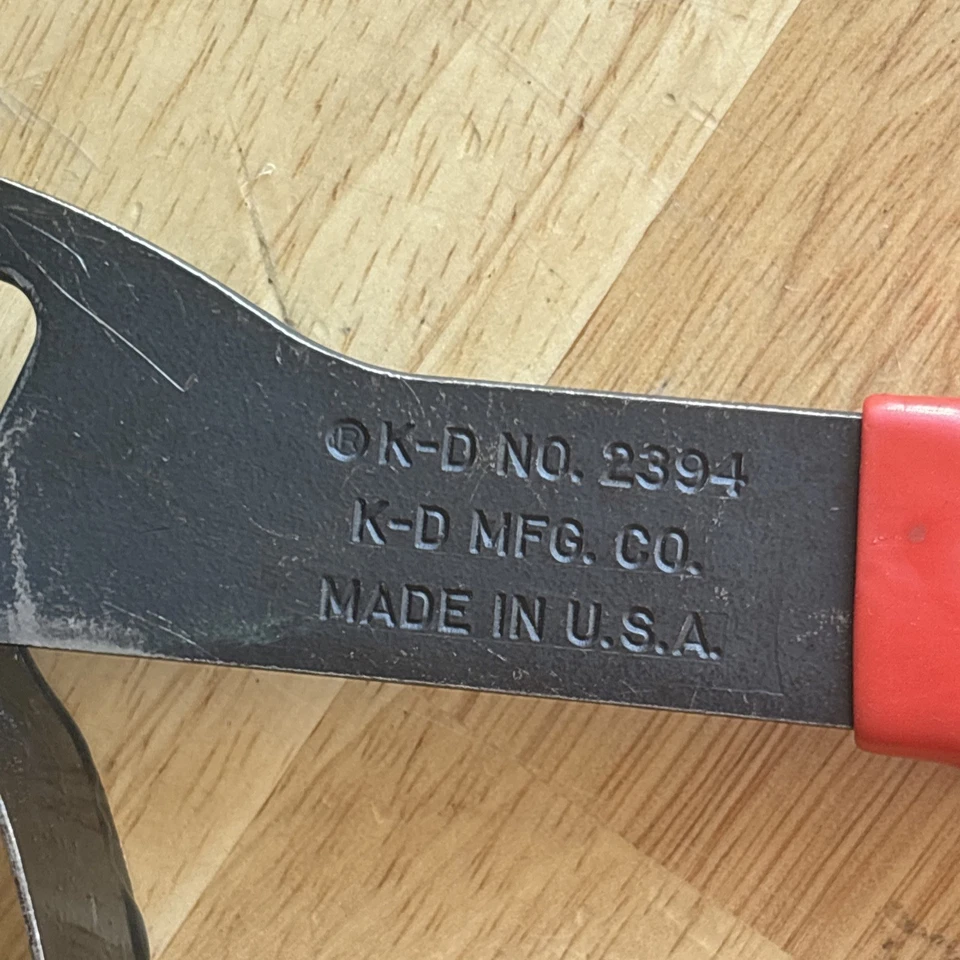 ®K-D NO. 2394
K-D MFG. CO.
MADE IN U.S.A.